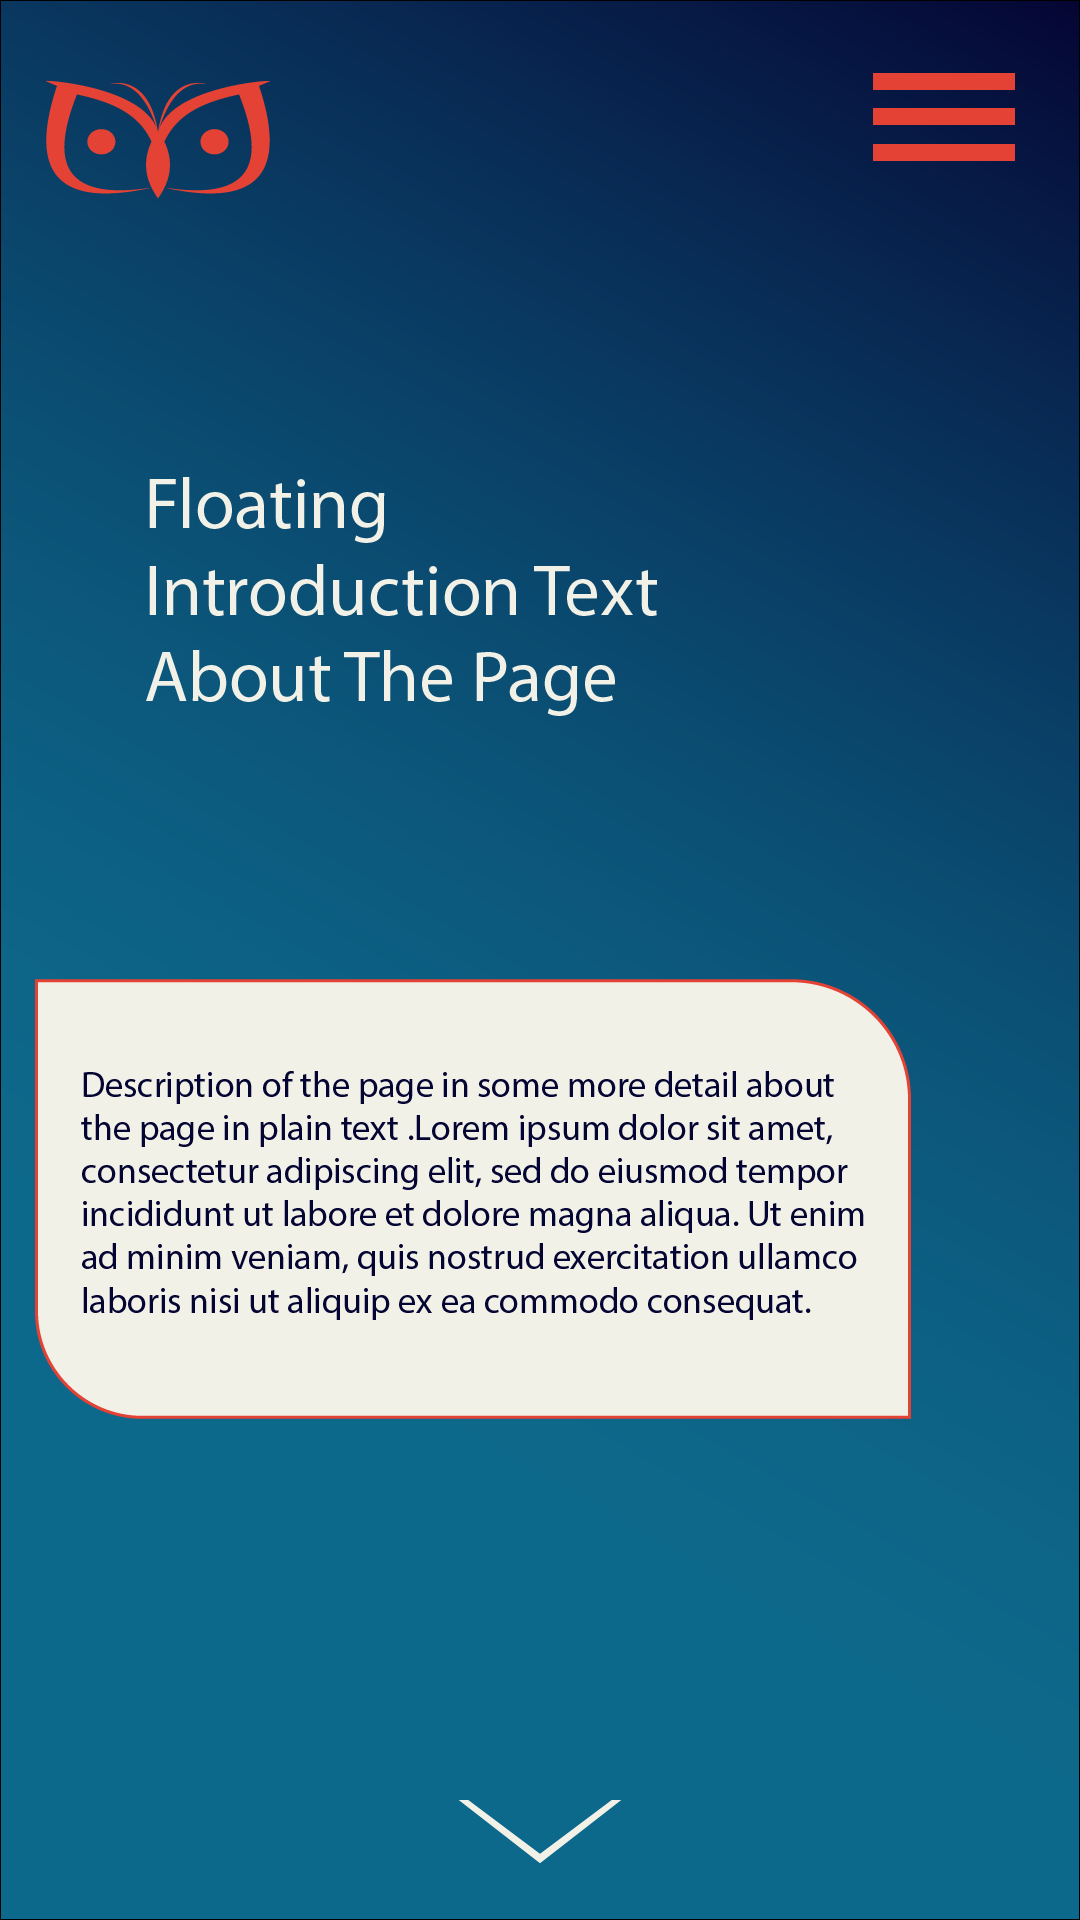 Floating
Introduction Text
About The Page
Description of the page in some more detail about
the page in plain text .Lorem ipsum dolor sit amet,
consectetur adipiscing elit, sed do eiusmod tempor
incididunt ut labore et dolore magna aliqua. Ut enim
ad minim veniam, quis nostrud exercitation ullamco
laboris nisi ut aliquip ex ea commodo consequat.